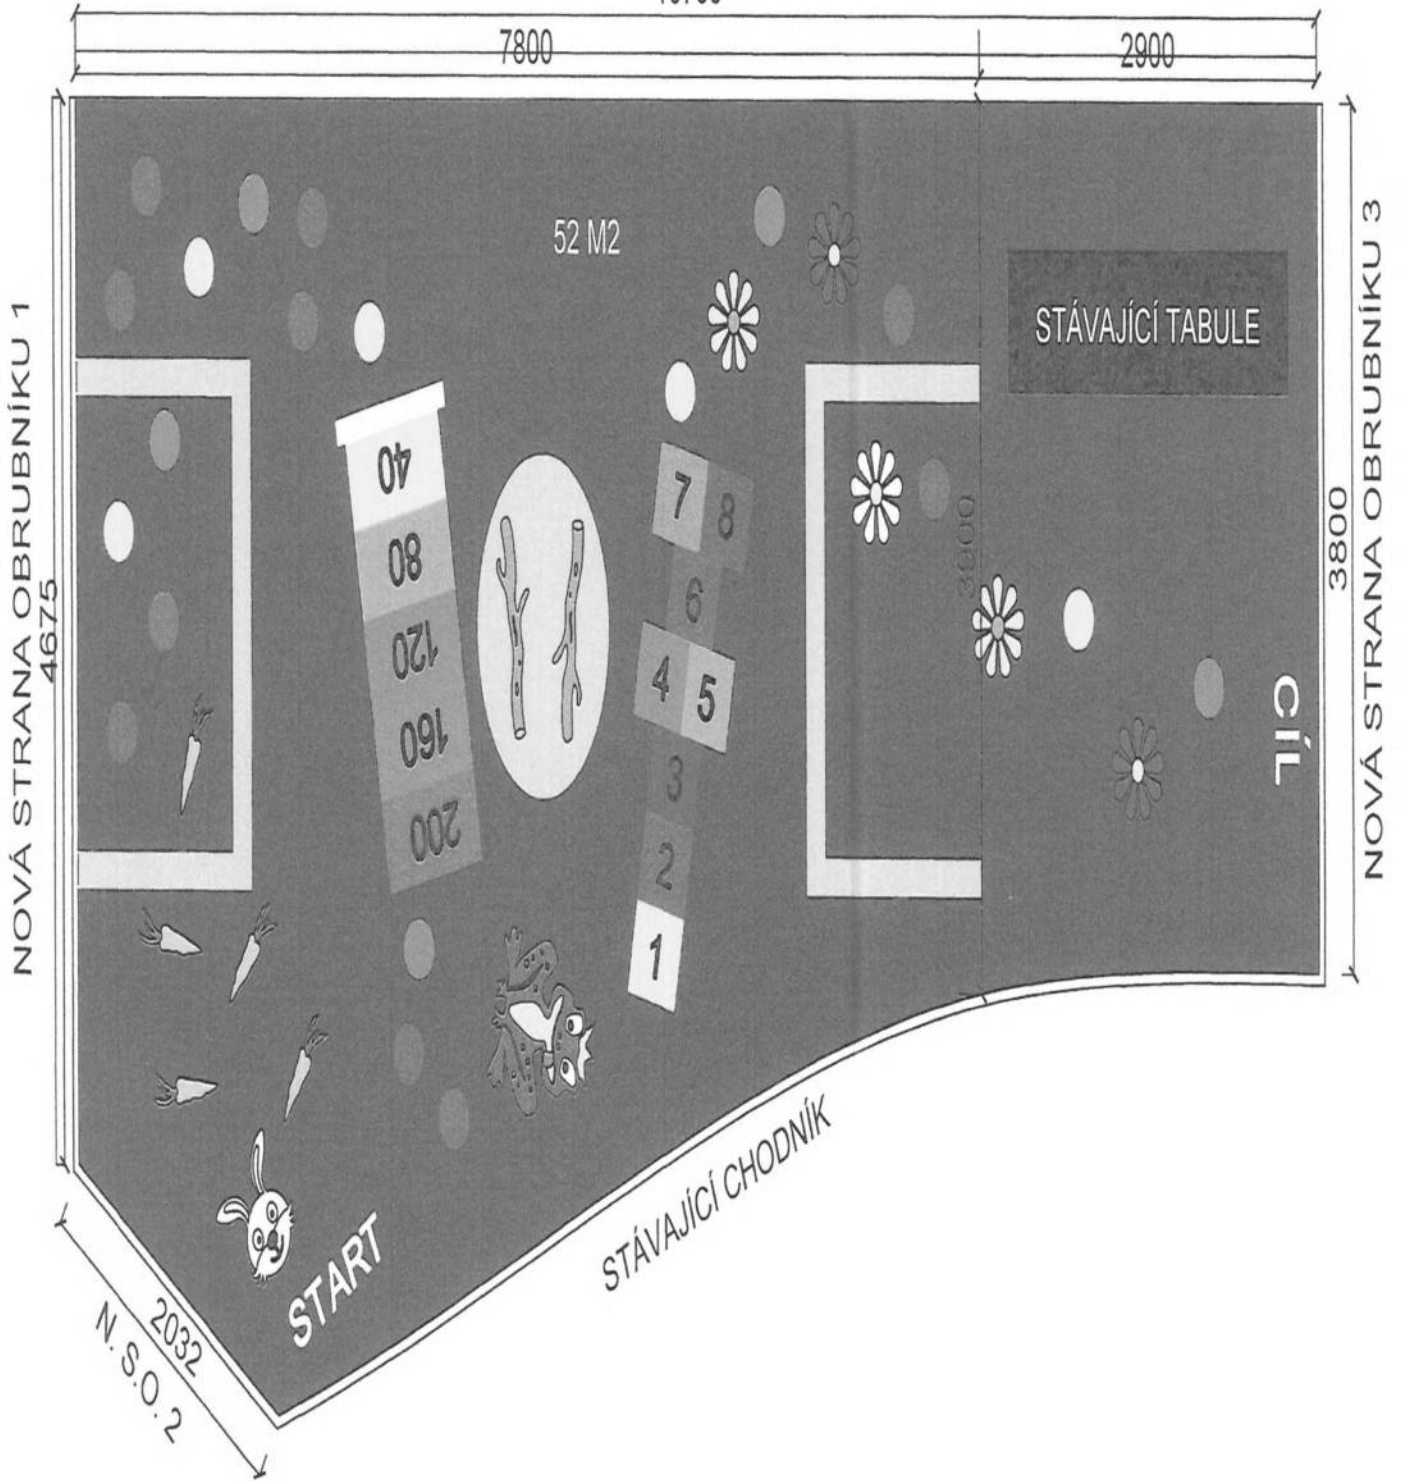 7800
2900
NOVÁ STRANA OBRUBNÍKU 1
4675
52 M2
STÁVAJÍCÍ TABULE
NOVÁ STRANA OBRUBNÍKU 3
3800
3900
40
80
120
160
200
7 8
6
4 5
3
2
1
CÍL
START
STÁVAJÍCÍ CHODNÍK
2032
N. S.O. 2